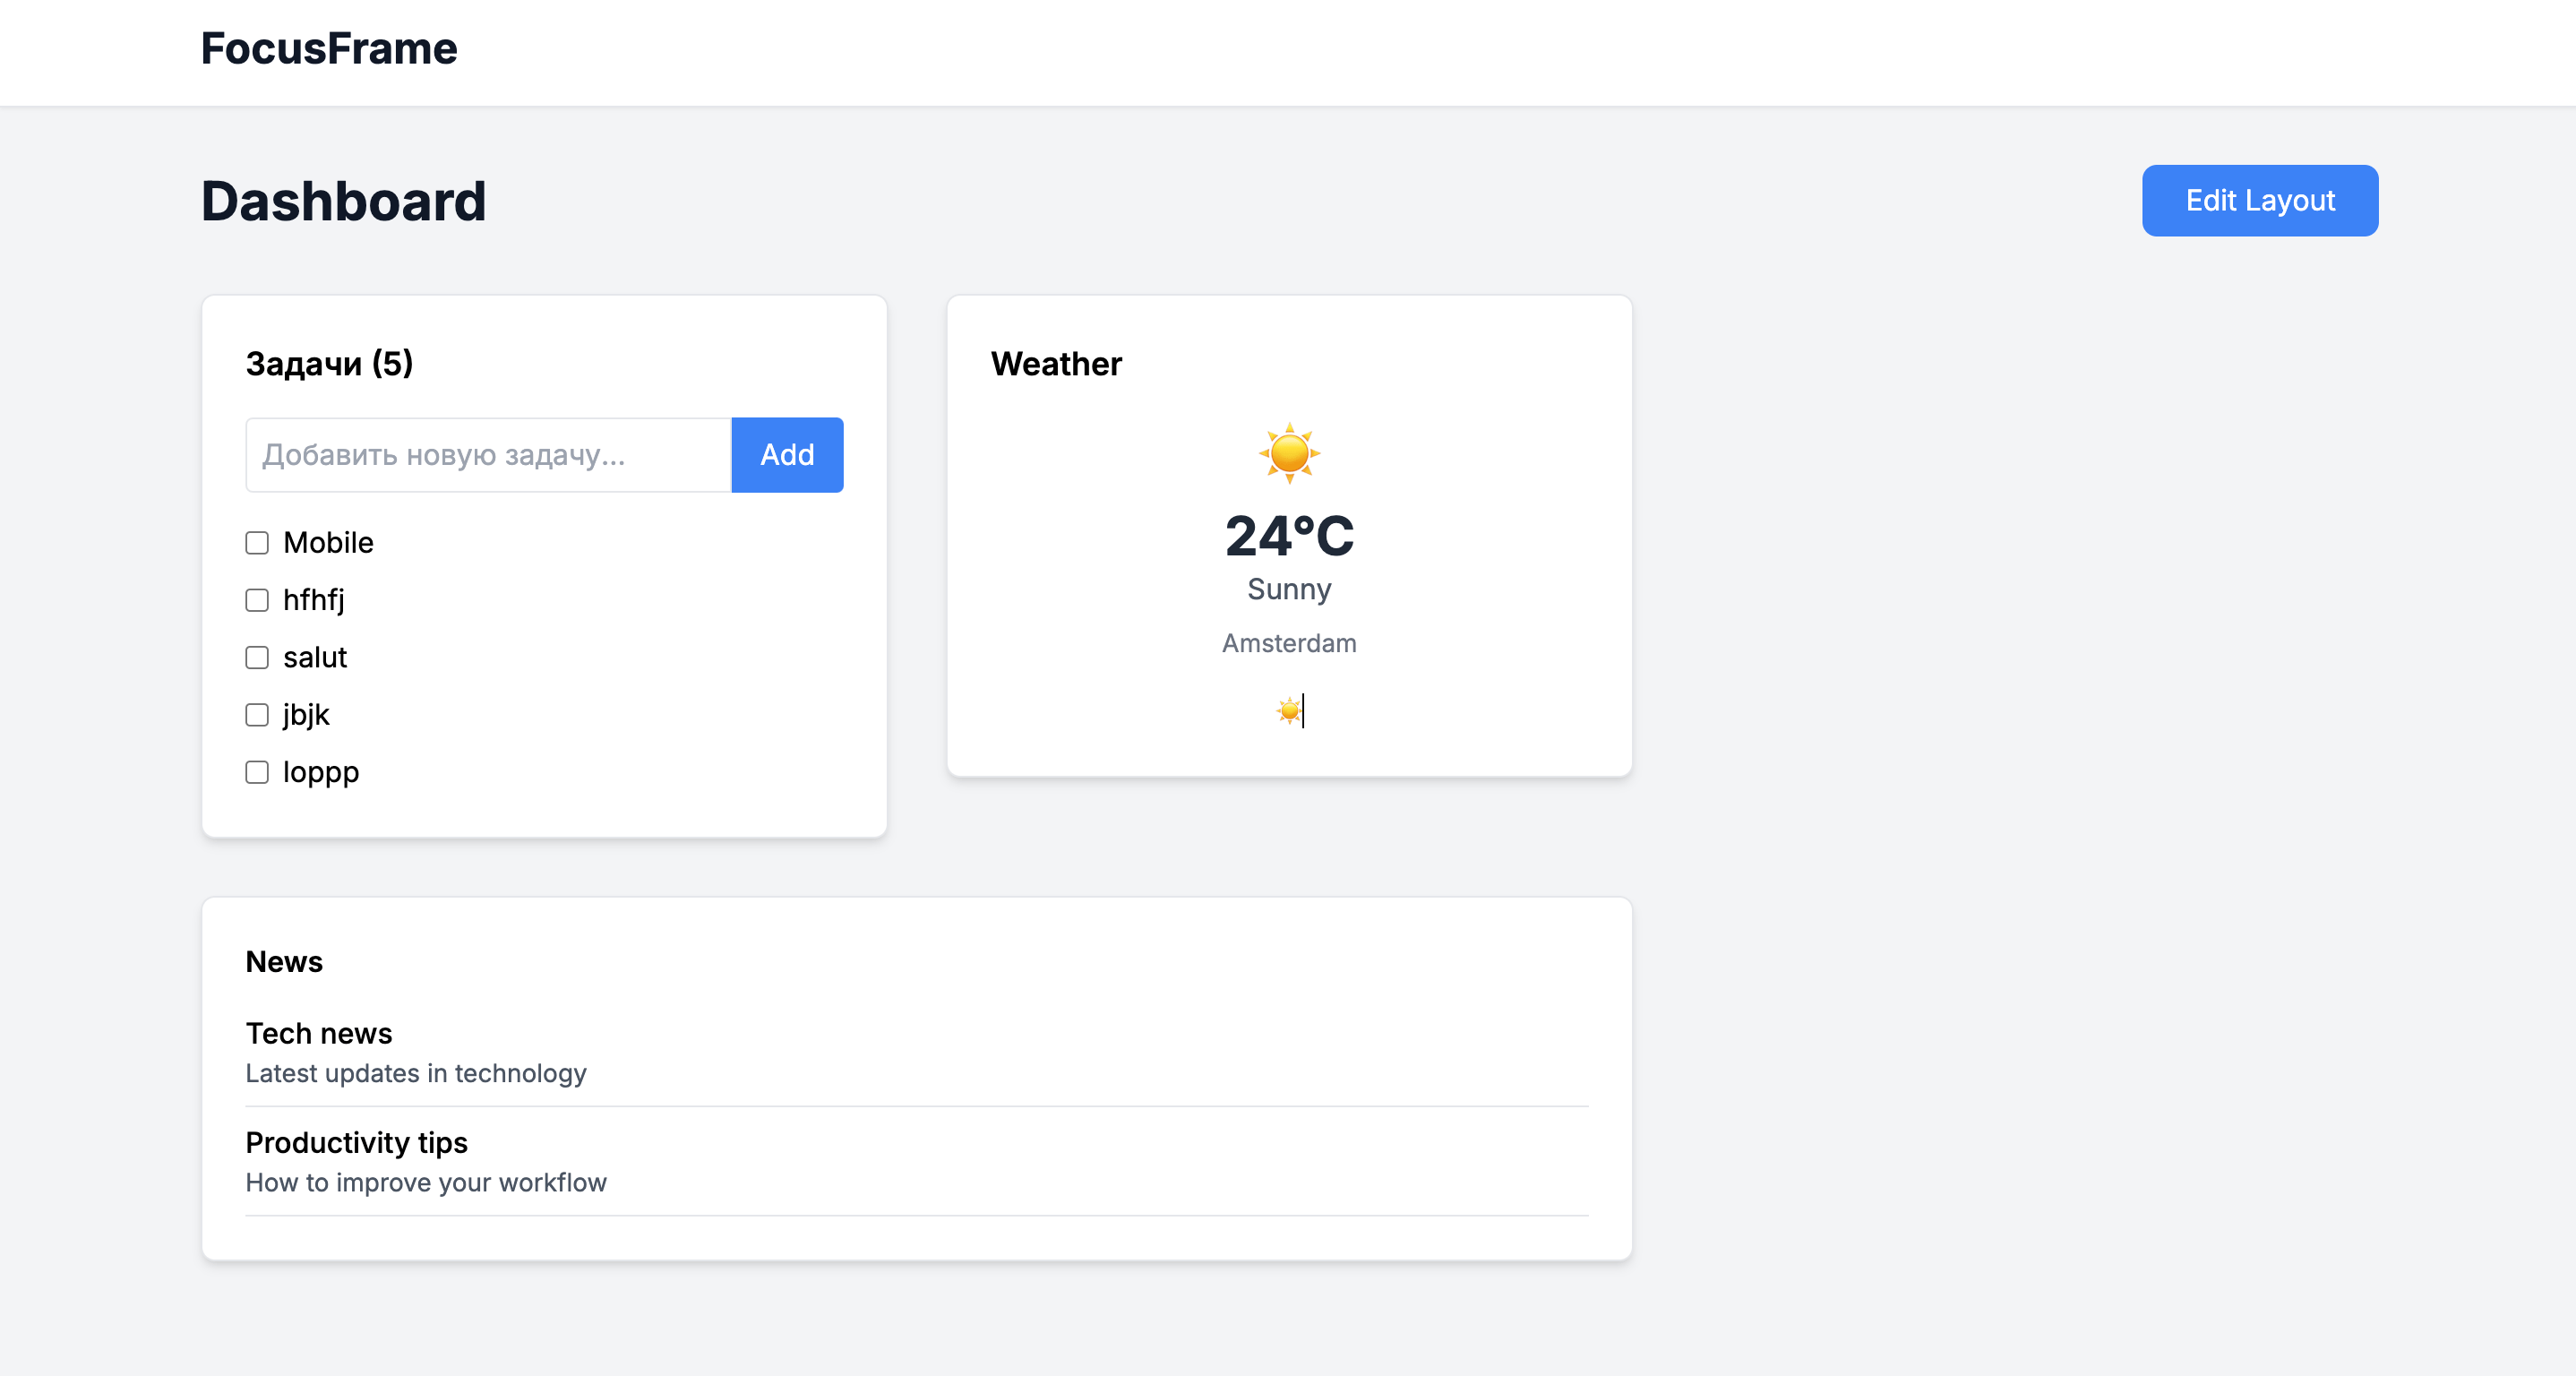 FocusFrame
Dashboard
Edit Layout
Задачи (5)
Добавить новую задачу...
Add
Mobile
hfhfj
salut
jbjk
loppp
Weather
24°C
Sunny
Amsterdam
News
Tech news
Latest updates in technology
Productivity tips
How to improve your workflow